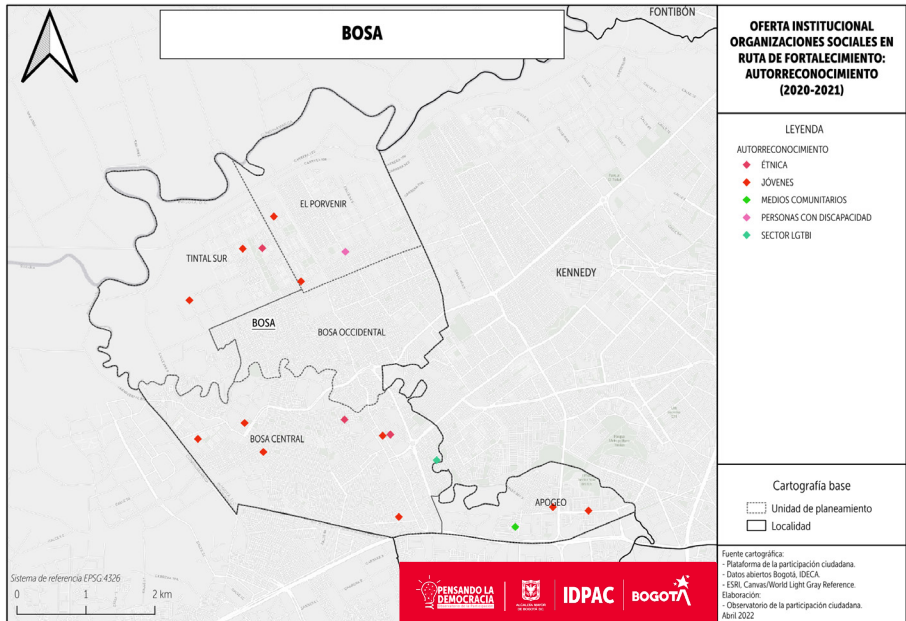 BOSA
FONTIBÓN
EL PORVENIR
TINTAL SUR
KENNEDY
BOSA
BOSA OCCIDENTAL
BOSA CENTRAL
APOGEO
Sistema de referencia EPSG:4326
0 1 2 km
PENSANDO LA
DEMOCRACIA
ALCALDÍA MAYOR
DE BOGOTÁ D.C.
IDPAC
BOGOTÁ
OFERTA INSTITUCIONAL
ORGANIZACIONES SOCIALES EN
RUTA DE FORTALECIMIENTO:
AUTORRECONOCIMIENTO
(2020-2021)
LEYENDA
AUTORRECONOCIMIENTO
ÉTNICA
JÓVENES
MEDIOS COMUNITARIOS
PERSONAS CON DISCAPACIDAD
SECTOR LGTBI
Cartografía base
Unidad de planeamiento
Localidad
Fuente cartográfica:
- Plataforma de la participación ciudadana.
- Datos abiertos Bogotá, IDECA.
- ESRI, Canvas/World Light Gray Reference.
Elaboración:
- Observatorio de la participación ciudadana.
Abril 2022